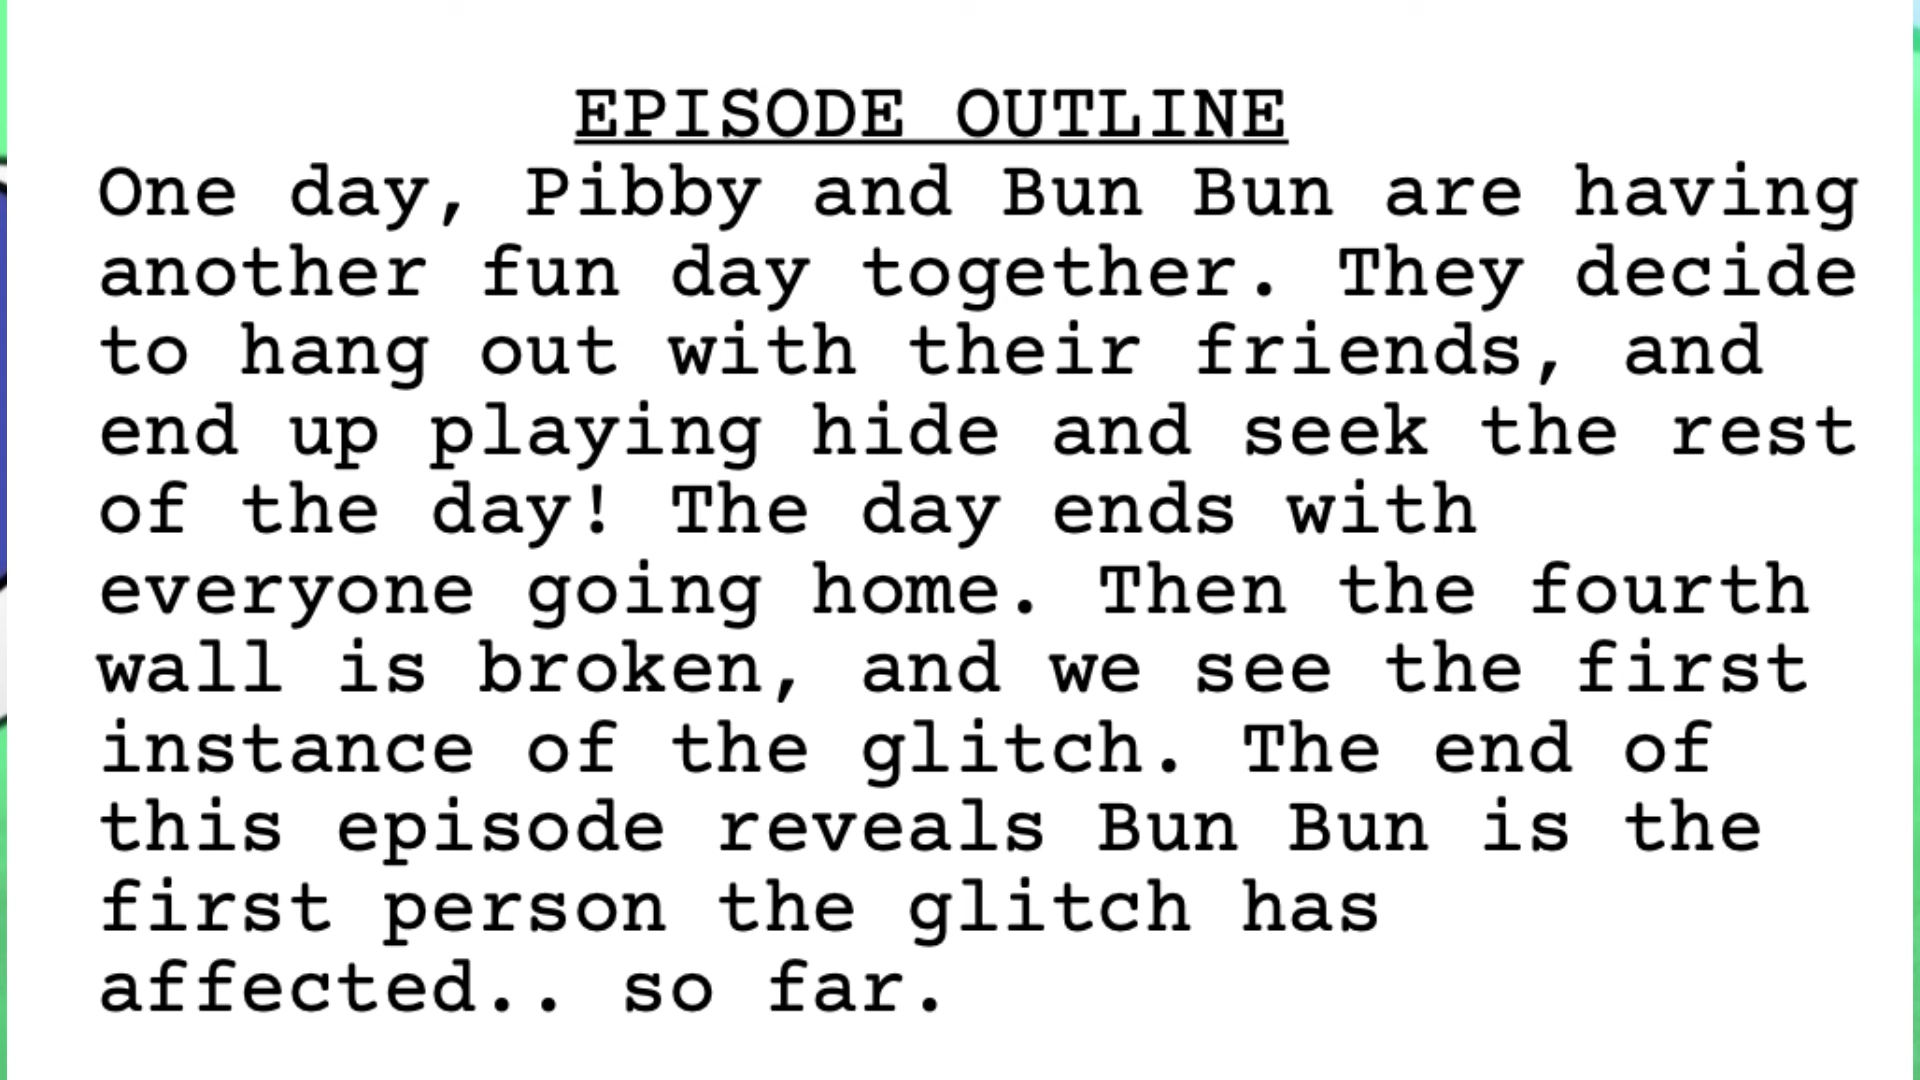 EPISODE OUTLINE
One day, Pibby and Bun Bun are having
another fun day together. They decide
to hang out with their friends, and
end up playing hide and seek the rest
of the day! The day ends with
everyone going home. Then the fourth
wall is broken, and we see the first
instance of the glitch. The end of
this episode reveals Bun Bun is the
first person the glitch has
affected.. so far.